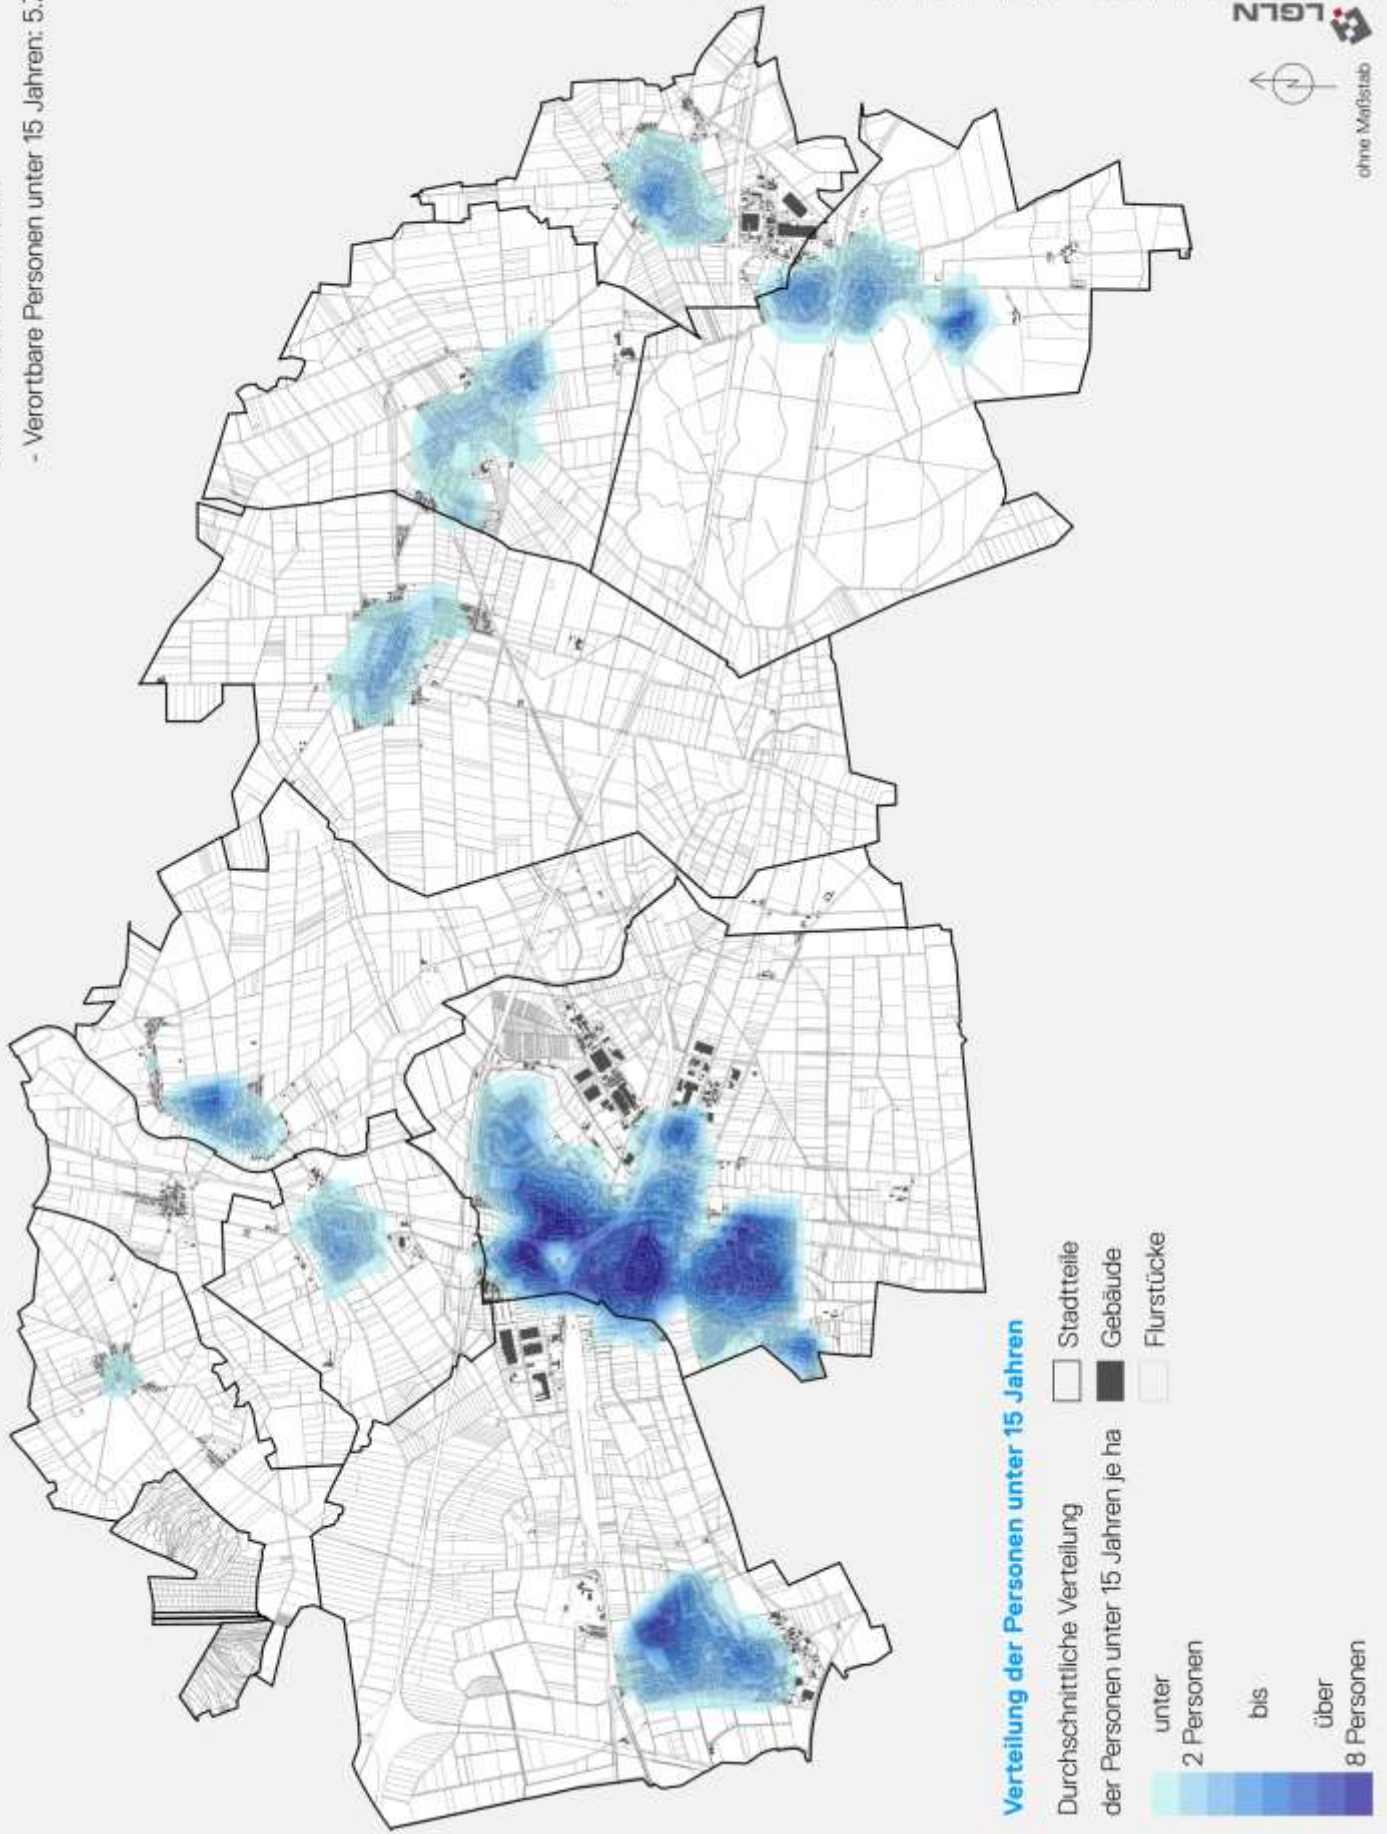 - Verortbare Personen unter 15 Jahren: 5.
LGLN
N
ohne Maßstab
Verteilung der Personen unter 15 Jahren
Durchschnittliche Verteilung
der Personen unter 15 Jahren je ha
unter
2 Personen
bis
über
8 Personen
Stadtteile
Gebäude
Flurstücke